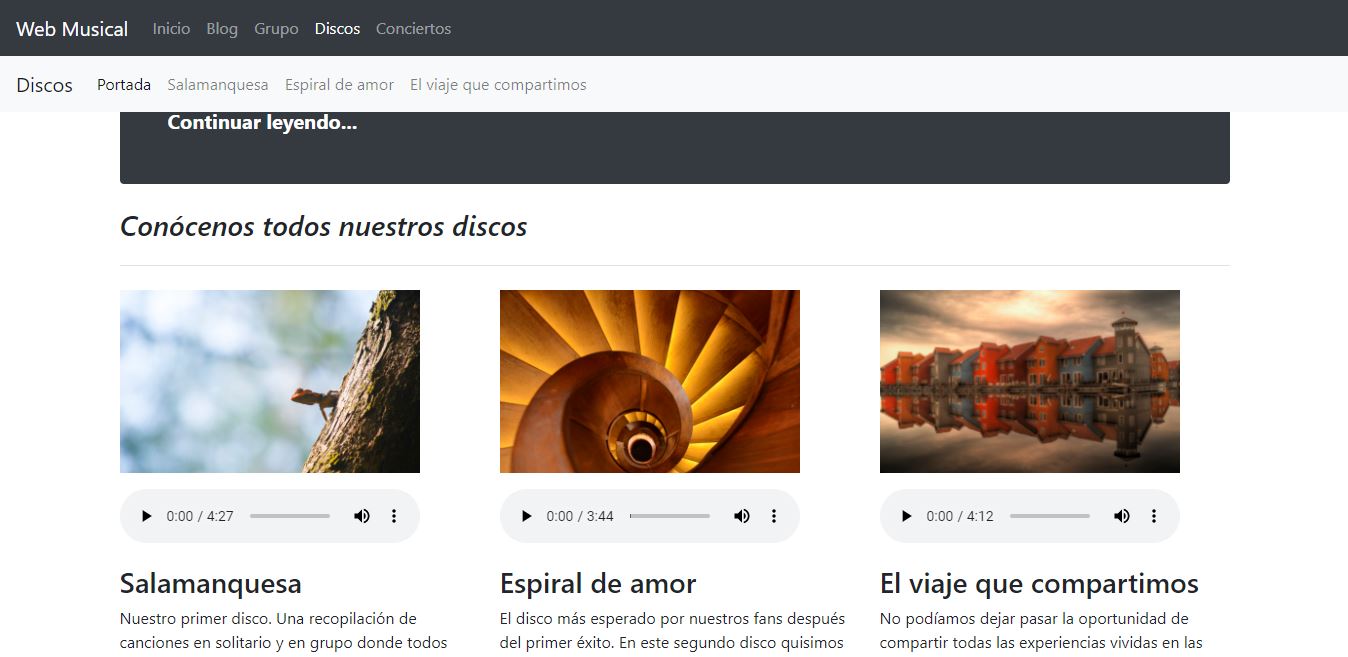 Web Musical Inicio Blog Grupo Discos Conciertos
Discos Portada Salamanquesa Espiral de amor El viaje que compartimos
Continuar leyendo...
Conócenos todos nuestros discos
0:00 / 4:27
0:00 / 3:44
0:00 / 4:12
Salamanquesa
Nuestro primer disco. Una recopilación de
canciones en solitario y en grupo donde todos
Espiral de amor
El disco más esperado por nuestros fans después
del primer éxito. En este segundo disco quisimos
El viaje que compartimos
No podíamos dejar pasar la oportunidad de
compartir todas las experiencias vividas en las